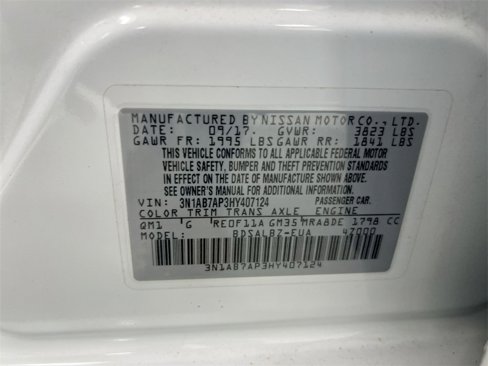 MANUFACTURED BY NISSAN MOTOR CO., LTD.
DATE: 09/17. GVWR: 3823 LBS
GAWR FR: 1995 LBS GAWR RR: 1841 LBS
THIS VEHICLE CONFORMS TO ALL APPLICABLE FEDERAL MOTOR
VEHICLE SAFETY, BUMPER AND THEFT PREVENTION STANDARDS
IN EFFECT ON THE DATE OF MANUFACTURE SHOWN ABOVE.
SEE OWNER'S MANUAL FOR ADDITIONAL INFORMATION.
VIN: 3N1AB7AP3HY407124 PASSENGER CAR.
COLOR TRIM TRANS AXLE ENGINE
QM1 G RE0F11A GM35 MRA8DE 1798 CC
MODEL: BDSALBZ-EUA 4Z000
3N1AB7AP3HY407124